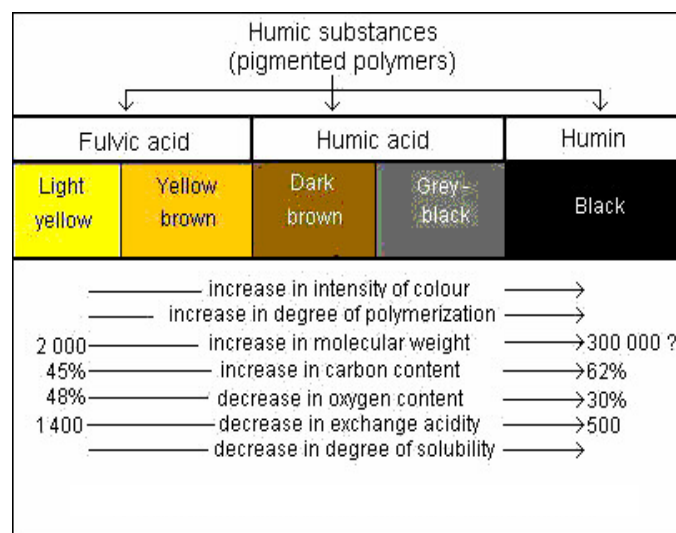 Humic substances
(pigmented polymers)
Fulvic acid Humic acid Humin
Light yellow
Yellow brown
Dark brown
Grey-black
Black
increase in intensity of colour
increase in degree of polymerization
2 000 increase in molecular weight 300 000 ?
45% increase in carbon content 62%
48% decrease in oxygen content 30%
1 400 decrease in exchange acidity 500
decrease in degree of solubility